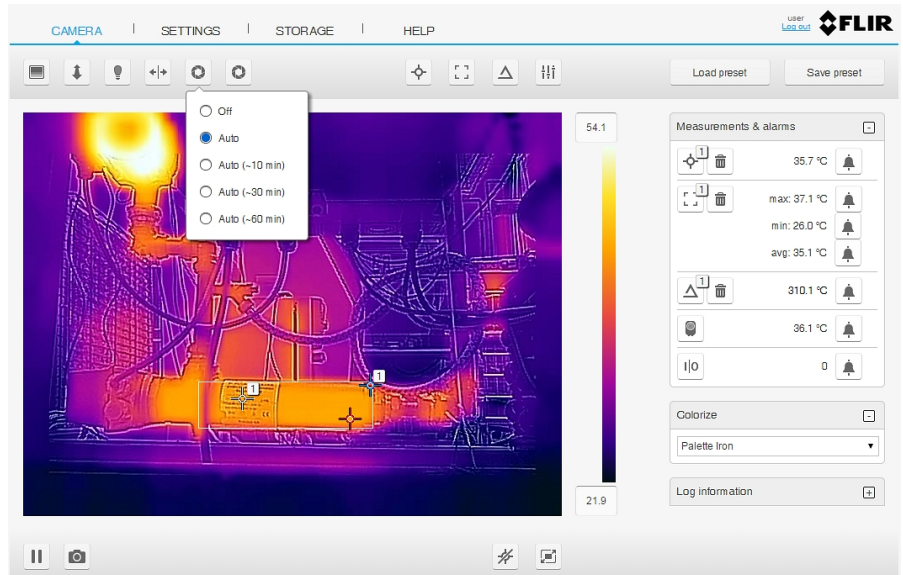 CAMERA
SETTINGS
STORAGE
HELP
user
Log out
FLIR
Load preset
Save preset
Off
Auto
Auto (~10 min)
Auto (~30 min)
Auto (~60 min)
54.1
21.9
1
1
Measurements & alarms
1
35.7 °C
1
max: 37.1 °C
min: 26.0 °C
avg: 35.1 °C
1
310.1 °C
36.1 °C
I|O
0
Colorize
Palette Iron
Log information